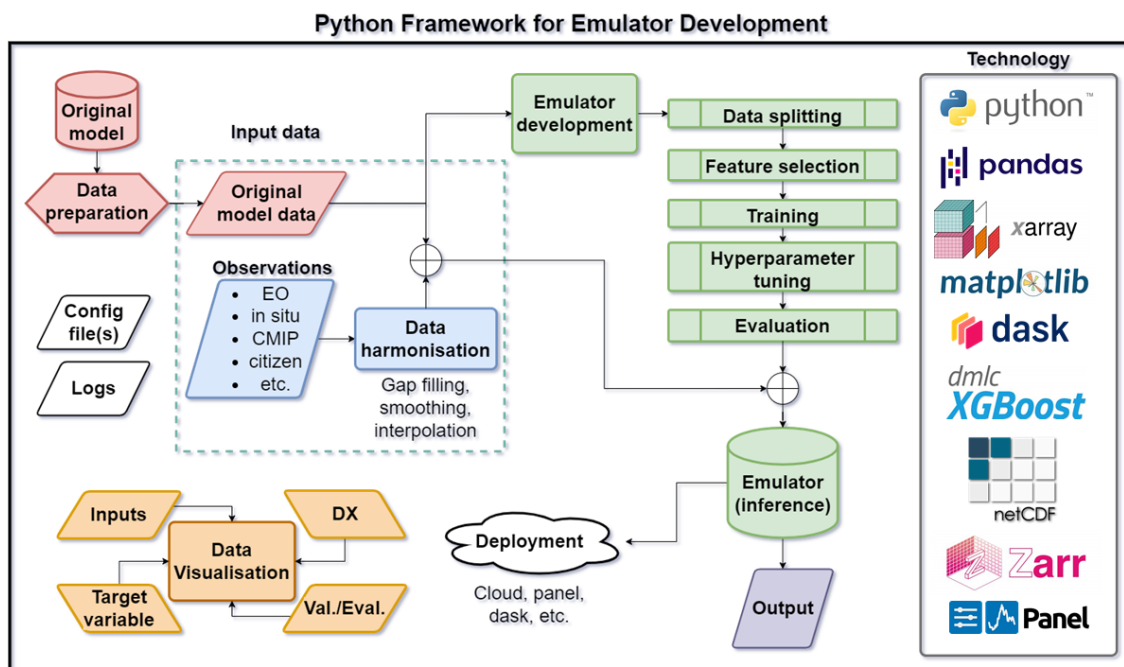 Python Framework for Emulator Development
Original
model
Data
preparation
Input data
Original
model data
Observations
• EO
• in situ
• CMIP
• citizen
• etc.
Data
harmonisation
Gap filling,
smoothing,
interpolation
Config
file(s)
Logs
Emulator
development
Data splitting
Feature selection
Training
Hyperparameter
tuning
Evaluation
Emulator
(inference)
Deployment
Cloud, panel,
dask, etc.
Output
Inputs
DX
Data
Visualisation
Target
variable
Val./Eval.
Technology
python™
pandas
xarray
matplotlib
dask
dmlc
XGBoost
netCDF
Zarr
Panel